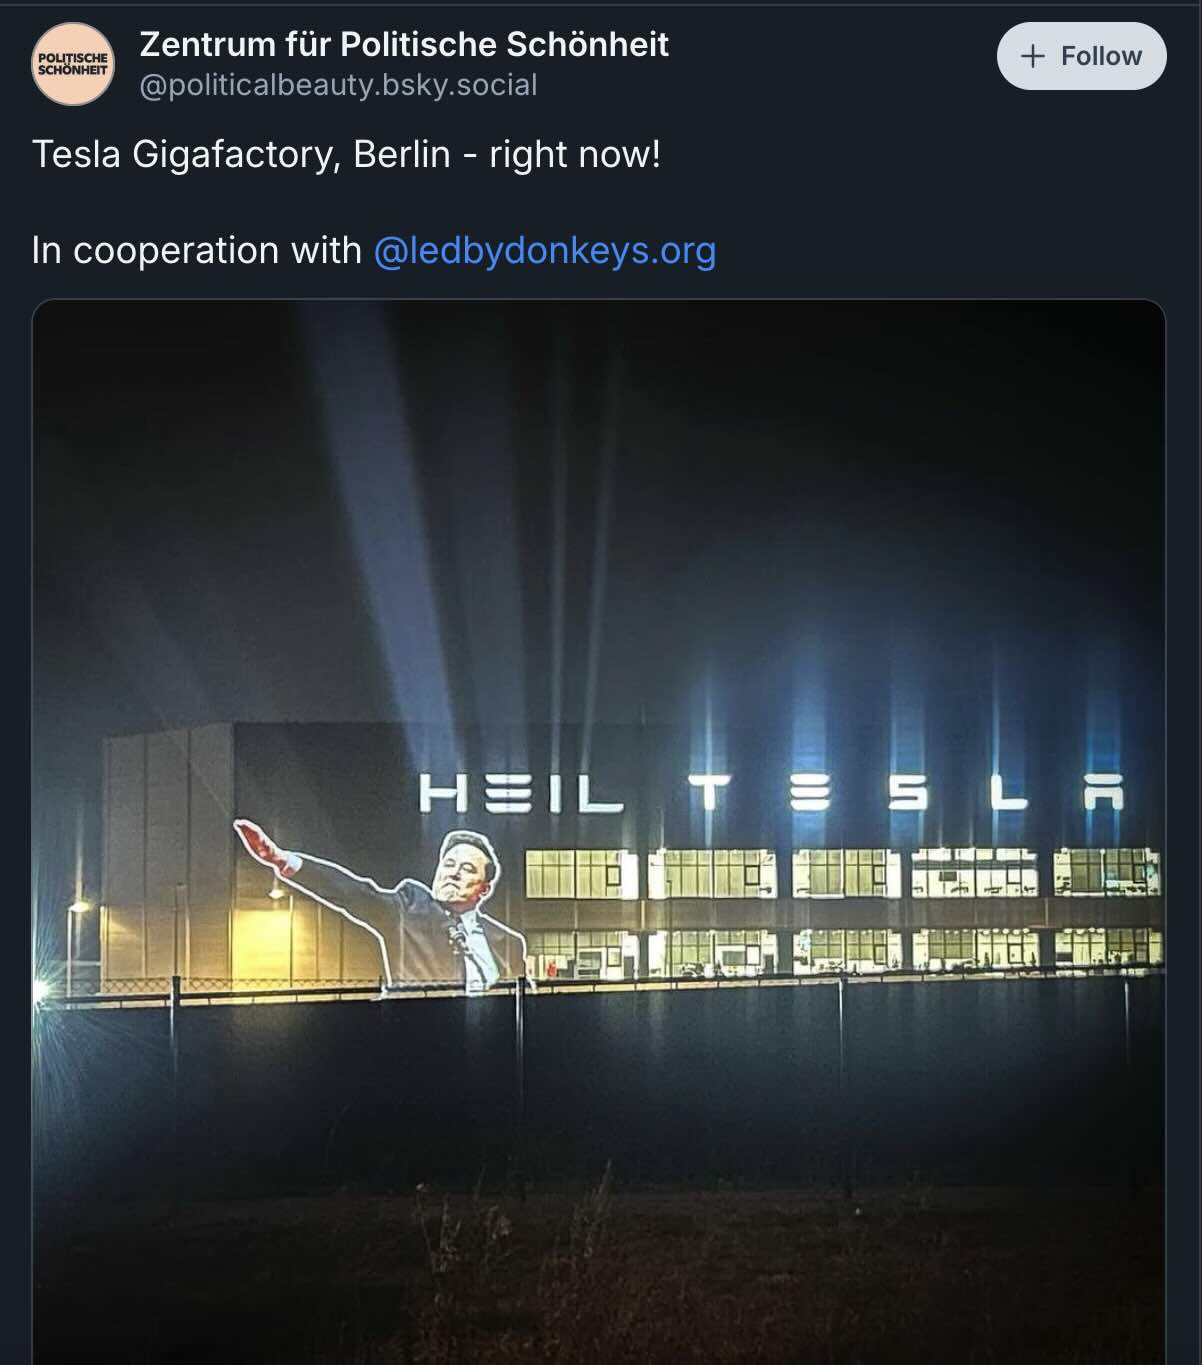 POLITISCHE
SCHÖNHEIT
Zentrum für Politische Schönheit
@politicalbeauty.bsky.social
+ Follow
Tesla Gigafactory, Berlin - right now!
In cooperation with @ledbydonkeys.org
HEIL TESLA